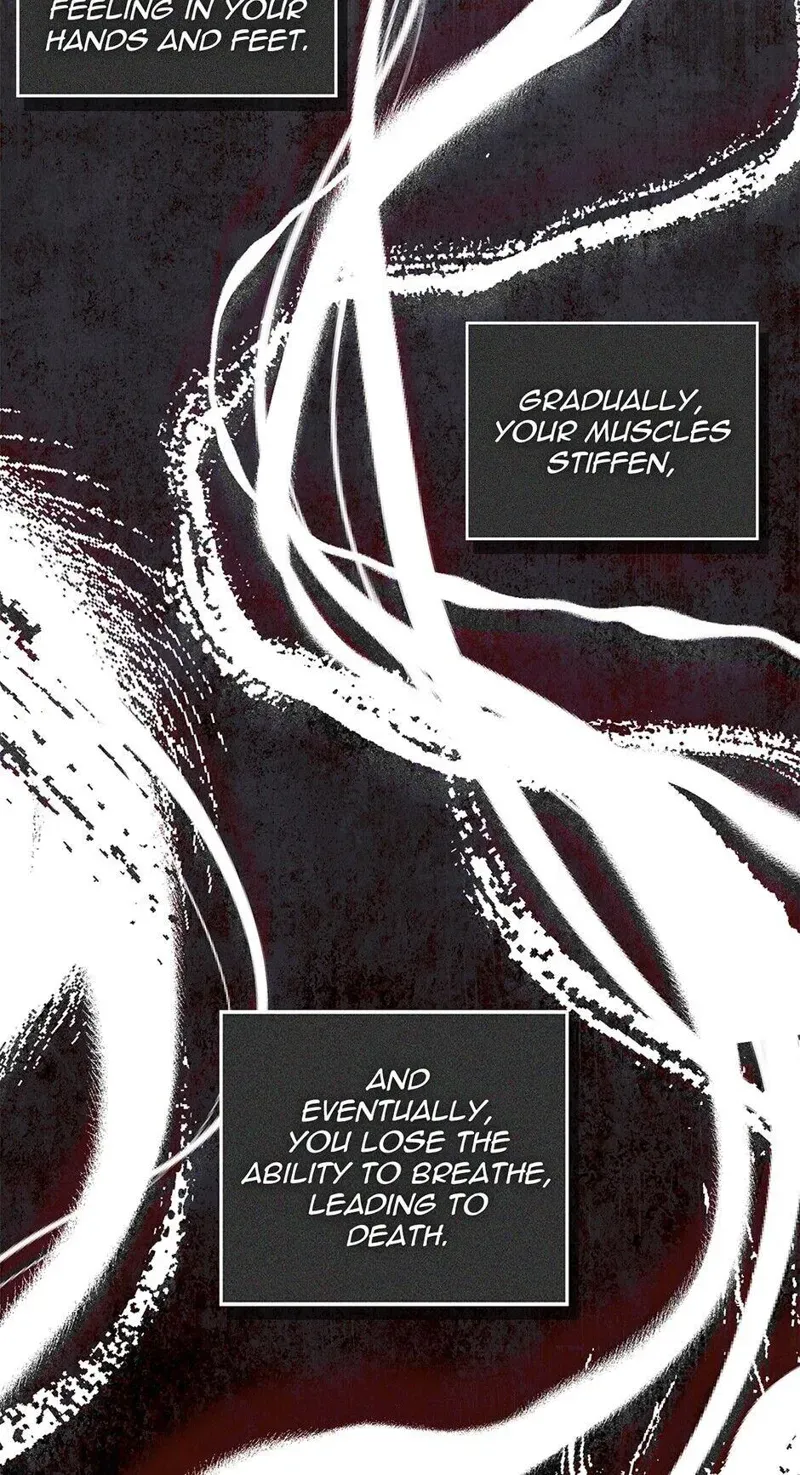 FEELING IN YOUR
HANDS AND FEET.
GRADUALLY,
YOUR MUSCLES
STIFFEN,
AND
EVENTUALLY,
YOU LOSE THE
ABILITY TO BREATHE,
LEADING TO
DEATH.